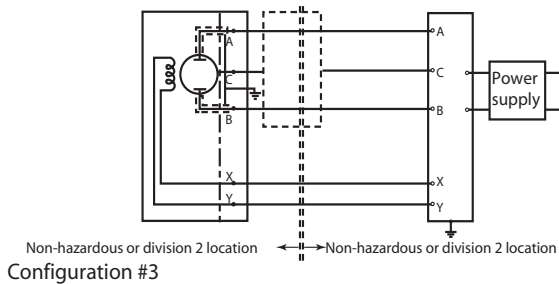 A
C
B
X
Y
A
C
B
X
Y
Power
supply
Non-hazardous or division 2 location
Non-hazardous or division 2 location
Configuration #3